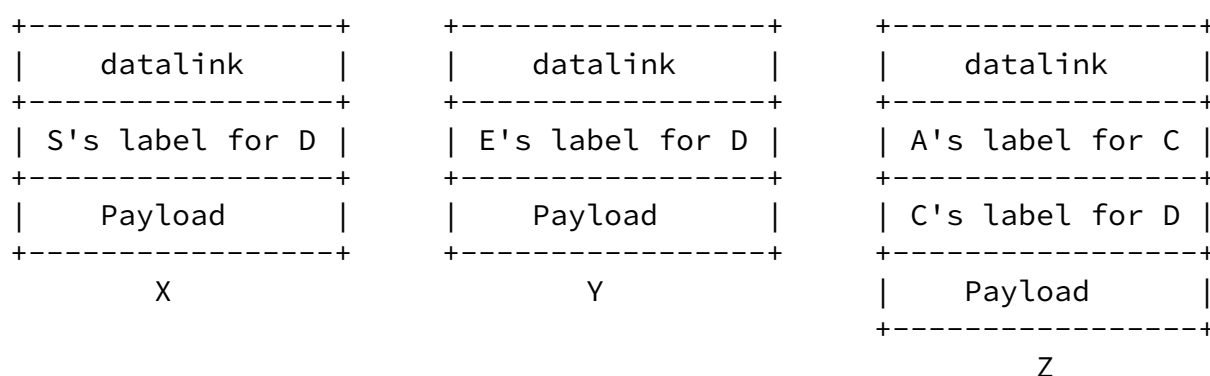 +-----------------+     +-----------------+     +-----------------+
|     datalink    |     |     datalink    |     |     datalink    |
+-----------------+     +-----------------+     +-----------------+
| S's label for D |     | E's label for D |     | A's label for C |
+-----------------+     +-----------------+     +-----------------+
|     Payload     |     |     Payload     |     | C's label for D |
+-----------------+     +-----------------+     +-----------------+
        X                       Y               |     Payload     |
                                                +-----------------+
                                                         Z